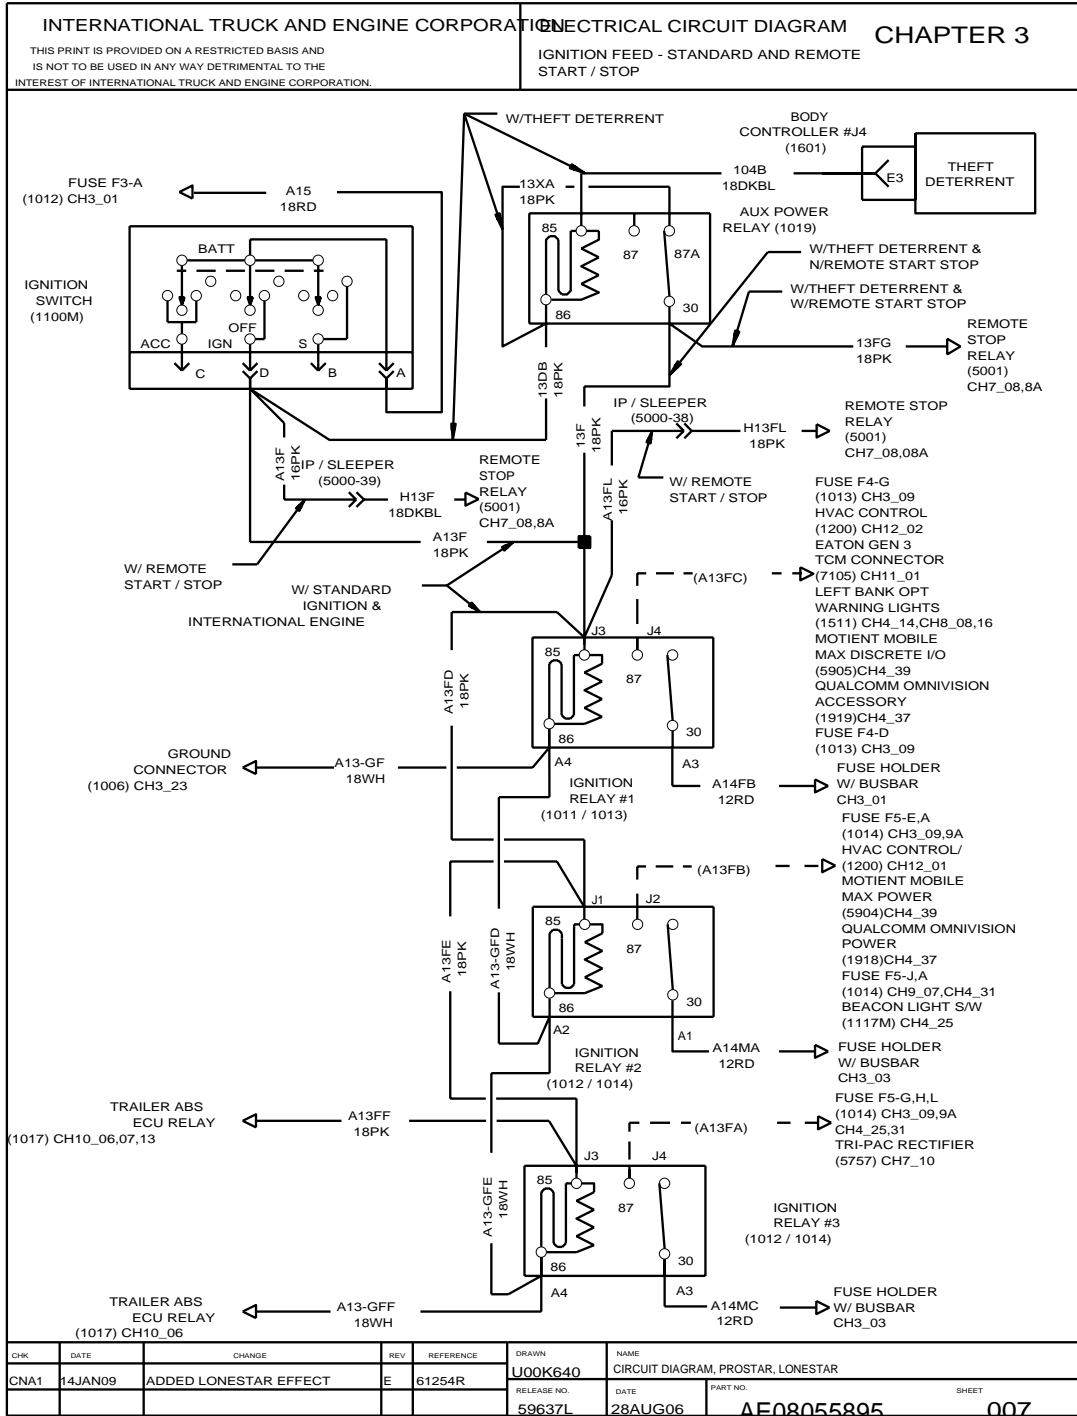 INTERNATIONAL TRUCK AND ENGINE CORPORATION
THIS PRINT IS PROVIDED ON A RESTRICTED BASIS AND
IS NOT TO BE USED IN ANY WAY DETRIMENTAL TO THE
INTEREST OF INTERNATIONAL TRUCK AND ENGINE CORPORATION.
ELECTRICAL CIRCUIT DIAGRAM
IGNITION FEED - STANDARD AND REMOTE
START / STOP
CHAPTER 3
W/THEFT DETERRENT
BODY
CONTROLLER #J4
(1601)
104B
18DKBL
E3
THEFT
DETERRENT
FUSE F3-A
(1012) CH3_01
A15
18RD
13XA
18PK
AUX POWER
RELAY (1019)
85
87
87A
86
30
BATT
OFF
ACC
IGN
S
C
D
B
A
IGNITION
SWITCH
(1100M)
W/THEFT DETERRENT &
N/REMOTE START STOP
W/THEFT DETERRENT &
W/REMOTE START STOP
13FG
18PK
REMOTE
STOP
RELAY
(5001)
CH7_08,8A
13DB
18PK
13F
18PK
IP / SLEEPER
(5000-38)
H13FL
18PK
REMOTE STOP
RELAY
(5001)
CH7_08,08A
A13F
16PK
IP / SLEEPER
(5000-39)
H13F
18DKBL
REMOTE
STOP
RELAY
(5001)
CH7_08,8A
A13FL
16PK
W/ REMOTE
START / STOP
A13F
18PK
W/ REMOTE
START / STOP
W/ STANDARD
IGNITION &
INTERNATIONAL ENGINE
(A13FC)
FUSE F4-G
(1013) CH3_09
HVAC CONTROL
(1200) CH12_02
EATON GEN 3
TCM CONNECTOR
(7105) CH11_01
LEFT BANK OPT
WARNING LIGHTS
(1511) CH4_14,CH8_08,16
MOTIENT MOBILE
MAX DISCRETE I/O
(5905)CH4_39
QUALCOMM OMNIVISION
ACCESSORY
(1919)CH4_37
FUSE F4-D
(1013) CH3_09
J3
J4
85
87
86
30
A4
A3
A13FD
18PK
GROUND
CONNECTOR
(1006) CH3_23
A13-GF
18WH
IGNITION
RELAY #1
(1011 / 1013)
A14FB
12RD
FUSE HOLDER
W/ BUSBAR
CH3_01
(A13FB)
FUSE F5-E,A
(1014) CH3_09,9A
HVAC CONTROL/
(1200) CH12_01
MOTIENT MOBILE
MAX POWER
(5904)CH4_39
QUALCOMM OMNIVISION
POWER
(1918)CH4_37
FUSE F5-J,A
(1014) CH9_07,CH4_31
BEACON LIGHT S/W
(1117M) CH4_25
J1
J2
85
87
86
30
A2
A1
A13FE
18PK
A13-GFD
18WH
IGNITION
RELAY #2
(1012 / 1014)
A14MA
12RD
FUSE HOLDER
W/ BUSBAR
CH3_03
TRAILER ABS
ECU RELAY
(1017) CH10_06,07,13
A13FF
18PK
(A13FA)
FUSE F5-G,H,L
(1014) CH3_09,9A
CH4_25,31
TRI-PAC RECTIFIER
(5757) CH7_10
J3
J4
85
87
86
30
A4
A3
A13-GFE
18WH
IGNITION
RELAY #3
(1012 / 1014)
TRAILER ABS
ECU RELAY
(1017) CH10_06
A13-GFF
18WH
A14MC
12RD
FUSE HOLDER
W/ BUSBAR
CH3_03
CHK DATE CHANGE REV REFERENCE
CNA1 14JAN09 ADDED LONESTAR EFFECT E 61254R
DRAWN
U00K640
NAME
CIRCUIT DIAGRAM, PROSTAR, LONESTAR
RELEASE NO.
59637L
DATE
28AUG06
PART NO.
AE08055895
SHEET
007